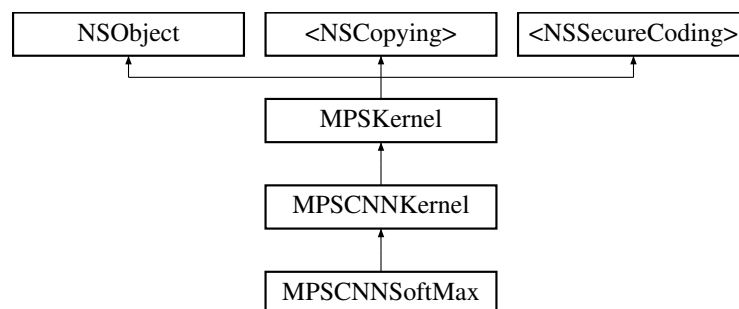 NSObject <NSCopying> <NSSecureCoding>
MPSKernel
MPSCNNKernel
MPSCNNSoftMax